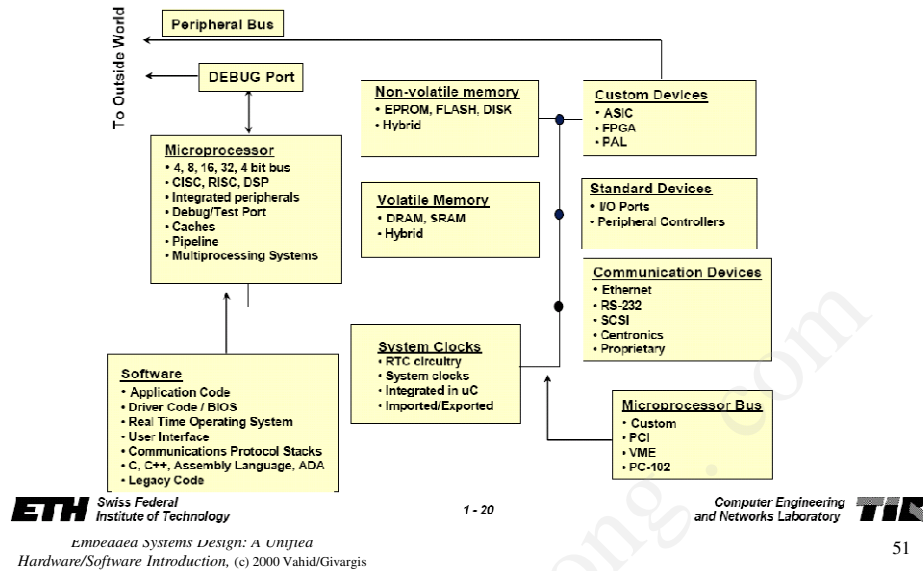 To Outside World
Peripheral Bus
DEBUG Port
Microprocessor
• 4, 8, 16, 32, 4 bit bus
• CISC, RISC, DSP
• Integrated peripherals
• Debug/Test Port
• Caches
• Pipeline
• Multiprocessing Systems
Non-volatile memory
• EPROM, FLASH, DISK
• Hybrid
Custom Devices
• ASIC
• FPGA
• PAL
Volatile Memory
• DRAM, SRAM
• Hybrid
Standard Devices
• I/O Ports
- Peripheral Controllers
Communication Devices
• Ethernet
• RS-232
• SCSI
• Centronics
• Proprietary
System Clocks
• RTC circuitry
• System clocks
• Integrated in uC
• Imported/Exported
Software
• Application Code
• Driver Code / BIOS
• Real Time Operating System
- User Interface
• Communications Protocol Stacks
• C, C++, Assembly Language, ADA
• Legacy Code
Microprocessor Bus
• Custom
• PCI
• VME
• PC-102
ETH Swiss Federal
Institute of Technology
1 - 20
Computer Engineering
and Networks Laboratory
Embedded Systems Design: A Unified
Hardware/Software Introduction, (c) 2000 Vahid/Givargis
51
ong . com